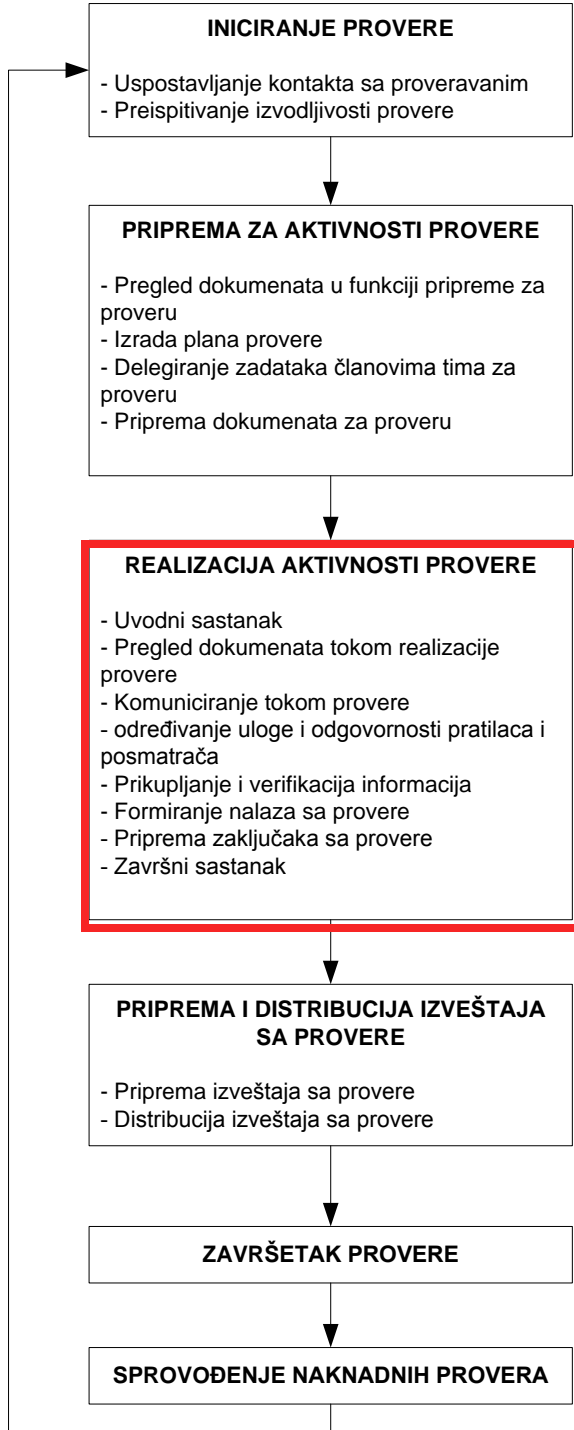 INICIRANJE PROVERE
- Uspostavljanje kontakta sa proveravanim
- Preispitivanje izvodljivosti provere
PRIPREMA ZA AKTIVNOSTI PROVERE
- Pregled dokumenata u funkciji pripreme za
proveru
- Izrada plana provere
- Delegiranje zadataka članovima tima za
proveru
- Priprema dokumenata za proveru
REALIZACIJA AKTIVNOSTI PROVERE
- Uvodni sastanak
- Pregled dokumenata tokom realizacije
provere
- Komuniciranje tokom provere
- određivanje uloge i odgovornosti pratilaca i
posmatrača
- Prikupljanje i verifikacija informacija
- Formiranje nalaza sa provere
- Priprema zaključaka sa provere
- Završni sastanak
PRIPREMA I DISTRIBUCIJA IZVEŠTAJA
SA PROVERE
- Priprema izveštaja sa provere
- Distribucija izveštaja sa provere
ZAVRŠETAK PROVERE
SPROVOĐENJE NAKNADNIH PROVERA